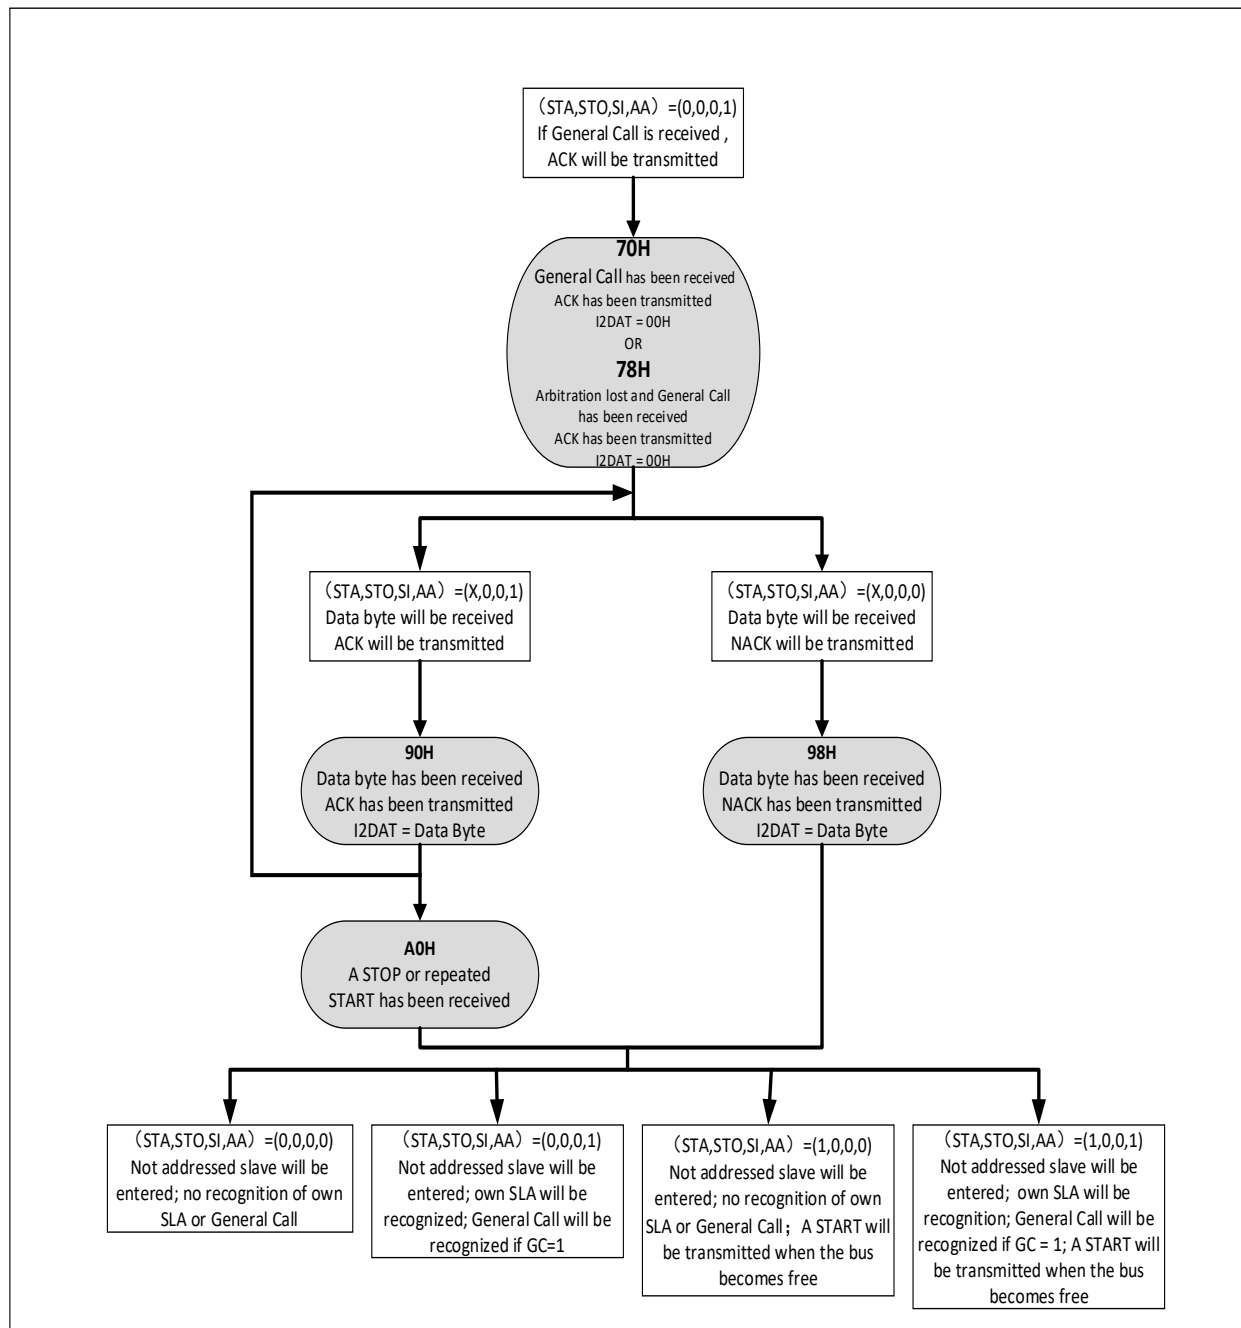 （STA,STO,SI,AA）=(0,0,0,1)
If General Call is received ,
ACK will be transmitted
70H
General Call has been received
ACK has been transmitted
I2DAT = 00H
OR
78H
Arbitration lost and General Call
has been received
ACK has been transmitted
I2DAT = 00H
（STA,STO,SI,AA）=(X,0,0,1)
Data byte will be received
ACK will be transmitted
（STA,STO,SI,AA）=(X,0,0,0)
Data byte will be received
NACK will be transmitted
90H
Data byte has been received
ACK has been transmitted
I2DAT = Data Byte
98H
Data byte has been received
NACK has been transmitted
I2DAT = Data Byte
A0H
A STOP or repeated
START has been received
（STA,STO,SI,AA）=(0,0,0,0)
Not addressed slave will be
entered; no recognition of own
SLA or General Call
（STA,STO,SI,AA）=(0,0,0,1)
Not addressed slave will be
entered; own SLA will be
recognized; General Call will be
recognized if GC=1
（STA,STO,SI,AA）=(1,0,0,0)
Not addressed slave will be
entered; no recognition of own
SLA or General Call；A START will
be transmitted when the bus
becomes free
（STA,STO,SI,AA）=(1,0,0,1)
Not addressed slave will be
entered; own SLA will be
recognition; General Call will be
recognized if GC = 1; A START will
be transmitted when the bus
becomes free